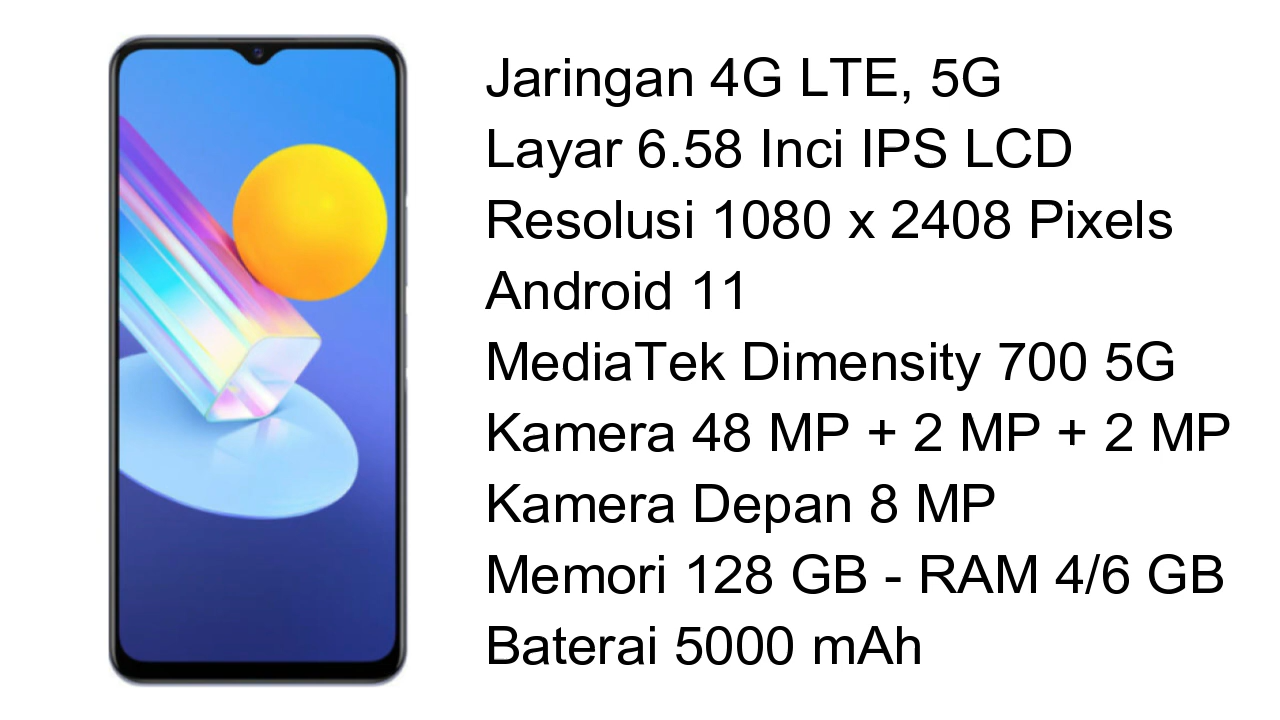 Jaringan 4G LTE, 5G
Layar 6.58 Inci IPS LCD
Resolusi 1080 x 2408 Pixels
Android 11
MediaTek Dimensity 700 5G
Kamera 48 MP + 2 MP + 2 MP
Kamera Depan 8 MP
Memori 128 GB - RAM 4/6 GB
Baterai 5000 mAh